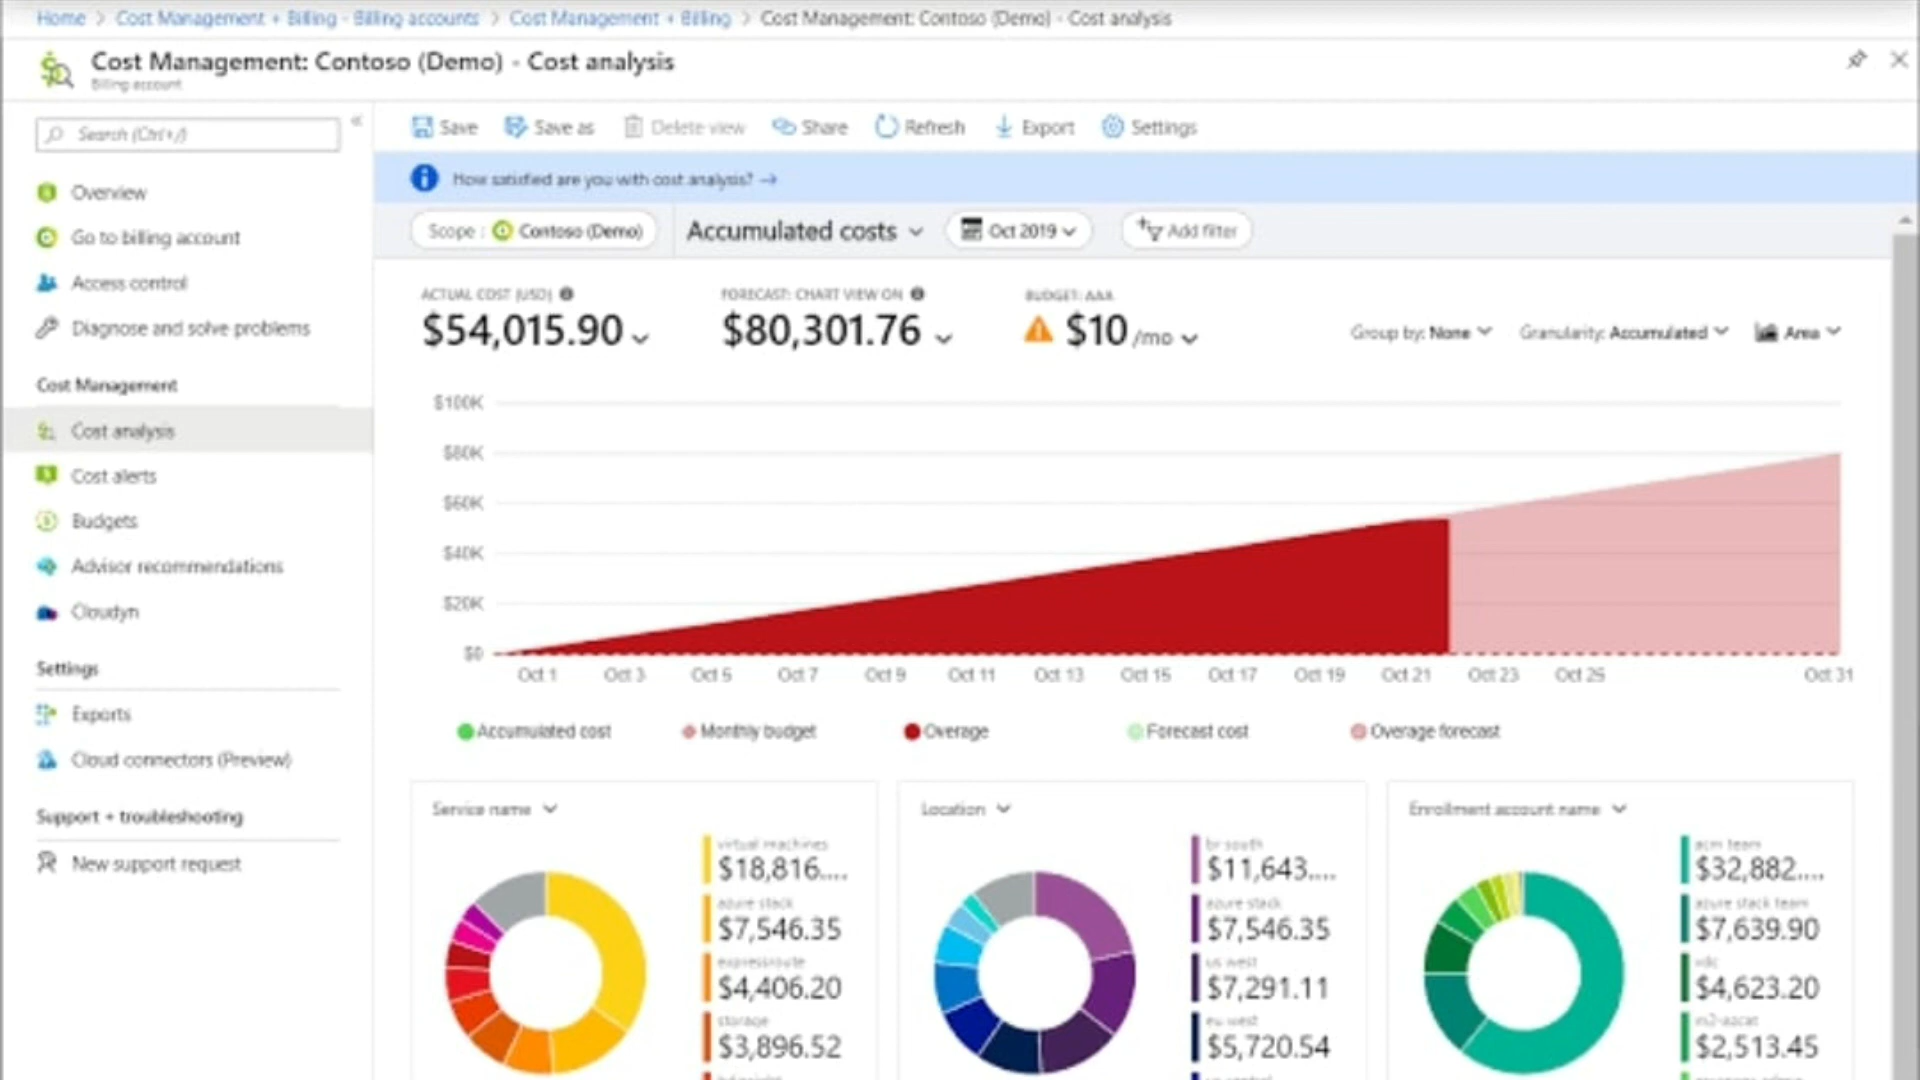 Home > Cost Management + Billing - Billing accounts > Cost Management + Billing > Cost Management: Contoso (Demo) - Cost analysis
Cost Management: Contoso (Demo) - Cost analysis
Billing account
Search (Ctrl+/)
Overview
Go to billing account
Access control
Diagnose and solve problems
Cost Management
Cost analysis
Cost alerts
Budgets
Advisor recommendations
Cloudyn
Settings
Exports
Cloud connectors (Preview)
Support + troubleshooting
New support request
Save Save as Delete view Share Refresh Export Settings
How satisfied are you with cost analysis? →
Scope : Contoso (Demo) Accumulated costs Oct 2019 Add filter
ACTUAL COST (USD) FORECAST: CHART VIEW ON BUDGET: AAA
$54,015.90 $80,301.76 $10 /mo
Group by: None Granularity: Accumulated Area
$100K
$80K
$60K
$40K
$20K
$0
Oct 1 Oct 3 Oct 5 Oct 7 Oct 9 Oct 11 Oct 13 Oct 15 Oct 17 Oct 19 Oct 21 Oct 23 Oct 25 Oct 31
Accumulated cost Monthly budget Overage Forecast cost Overage forecast
Service name
virtual machines
$18,816....
azure stack
$7,546.35
expressroute
$4,406.20
storage
$3,896.52
Location
br south
$11,643....
azure stack
$7,546.35
us west
$7,291.11
eu west
$5,720.54
Enrollment account name
acm team
$32,882....
azure stack team
$7,639.90
$4,623.20
m2-azcat
$2,513.45